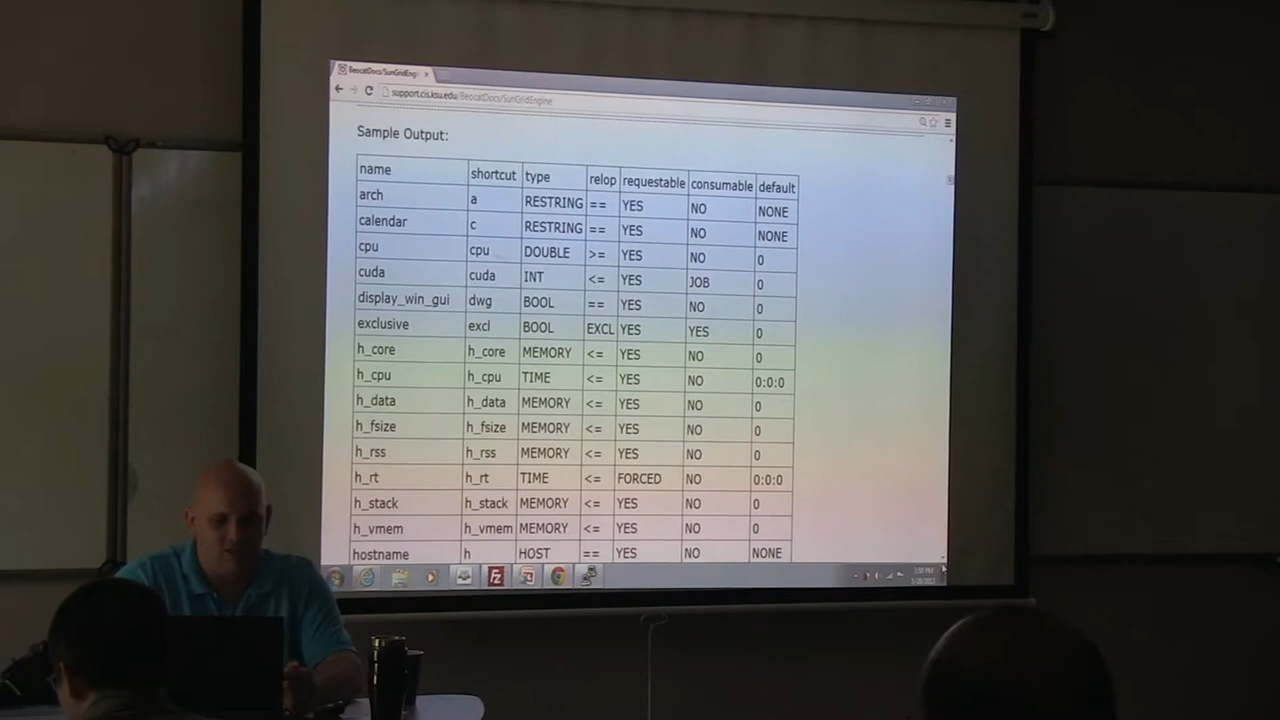 BeocatDocs/SunGridEng
support.cis.ksu.edu/BeocatDocs/SunGridEngine
Sample Output:
name shortcut type relop requestable consumable default
arch a RESTRING == YES NO NONE
calendar c RESTRING == YES NO NONE
cpu cpu DOUBLE >= YES NO 0
cuda cuda INT <= YES JOB 0
display_win_gui dwg BOOL == YES NO 0
exclusive excl BOOL EXCL YES YES 0
h_core h_core MEMORY <= YES NO 0
h_cpu h_cpu TIME <= YES NO 0:0:0
h_data h_data MEMORY <= YES NO 0
h_fsize h_fsize MEMORY <= YES NO 0
h_rss h_rss MEMORY <= YES NO 0
h_rt h_rt TIME <= FORCED NO 0:0:0
h_stack h_stack MEMORY <= YES NO 0
h_vmem h_vmem MEMORY <= YES NO 0
hostname h HOST == YES NO NONE